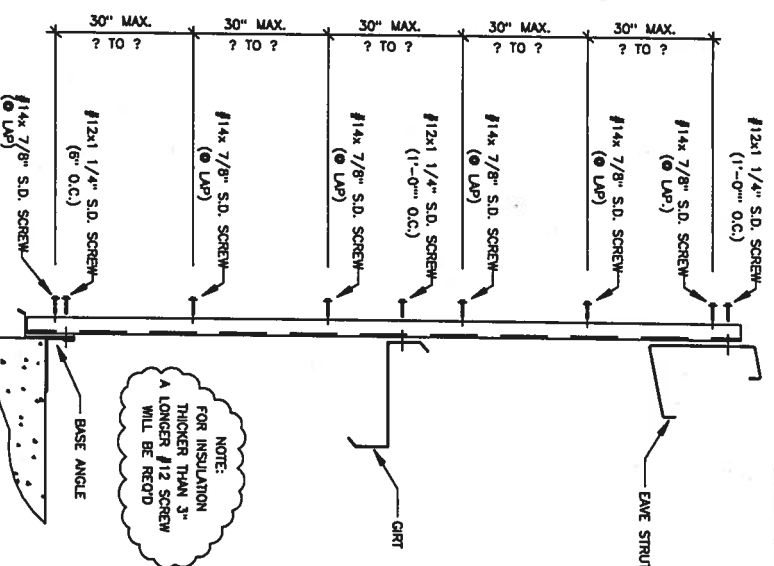 30" MAX.
? TO ?
30" MAX.
? TO ?
30" MAX.
? TO ?
30" MAX.
? TO ?
30" MAX.
? TO ?
#14x 7/8" S.D. SCREW
(@ LAP)
#12x1 1/4" S.D. SCREW
(6" O.C.)
#14x 7/8" S.D. SCREW
(@ LAP)
#14x 7/8" S.D. SCREW
(@ LAP)
#12x1 1/4" S.D. SCREW
(1'-0"" O.C.)
#14x 7/8" S.D. SCREW
(@ LAP)
#14x 7/8" S.D. SCREW
(@ LAP)
#14x 7/8" S.D. SCREW
(@ LAP.)
#12x1 1/4" S.D. SCREW
(1'-0"" O.C.)
BASE ANGLE
NOTE:
FOR INSULATION
THICKER THAN 3"
A LONGER #12 SCREW
WILL BE REQ'D
GIRT
EAVE STRUT